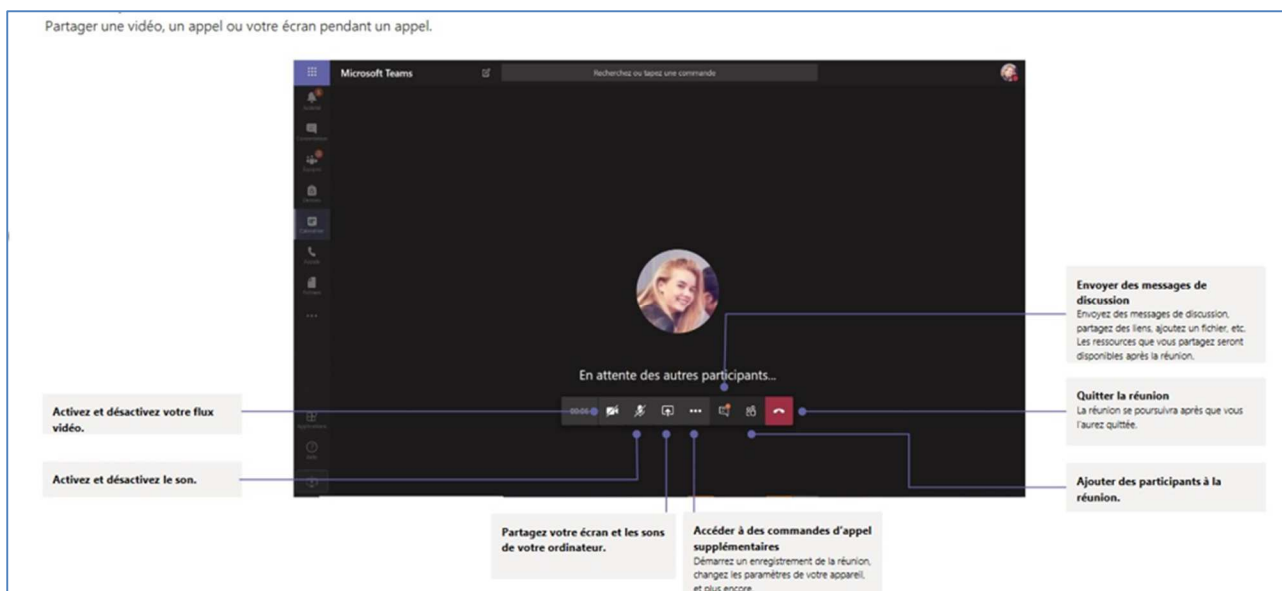 Partager une vidéo, un appel ou votre écran pendant un appel.
Microsoft Teams
Recherchez ou tapez une commande
Calendrier
Applications
En attente des autres participants...
Activez et désactivez votre flux
vidéo.
Activez et désactivez le son.
Partagez votre écran et les sons
de votre ordinateur.
Accéder à des commandes d'appel
supplémentaires
Démarrez un enregistrement de la réunion,
changez les paramètres de votre appareil,
et plus encore.
Envoyer des messages de
discussion
Envoyez des messages de discussion,
partagez des liens, ajoutez un fichier, etc.
Les ressources que vous partagez seront
disponibles après la réunion.
Quitter la réunion
La réunion se poursuivra après que vous
l'aurez quittée.
Ajouter des participants à la
réunion.